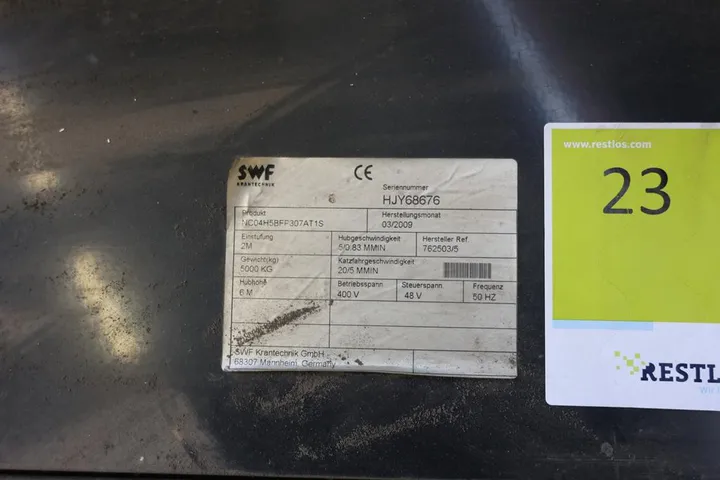 SWF
KRANTECHNIK
CE
Seriennummer
HJY68676
6
Produkt
NC04H5BFP307AT1S
Herstellungsmonat
03/2009
Einstufung
2M
Hubgeschwindigkeit
5/0.83 MMIN
Hersteller Ref.
762503/5
Gewicht(kg)
5000 KG
Katzfahrgeschwindigkeit
20/5 MMIN
Hubhöhe
6 M
Betriebsspann
400 V
Steuerspann
48 V
Frequenz
50 HZ
SWF Krantechnik GmbH
68307 Mannheim, Germany
www.restlos.com
23
RESTL